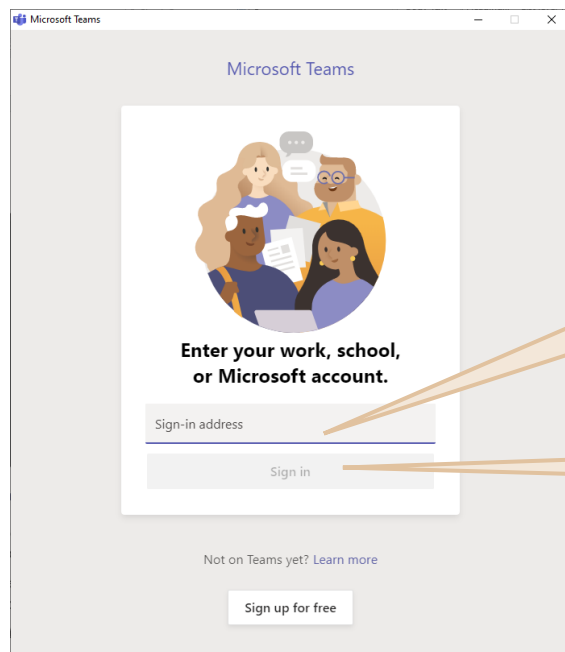 Microsoft Teams
Microsoft Teams
Enter your work, school,
or Microsoft account.
Sign-in address
Sign in
Not on Teams yet? Learn more
Sign up for free